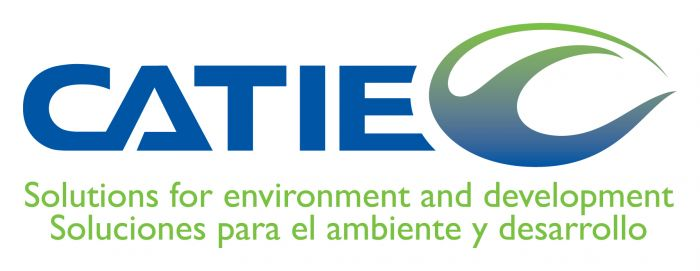 CATIE
Solutions for environment and development
Soluciones para el ambiente y desarrollo